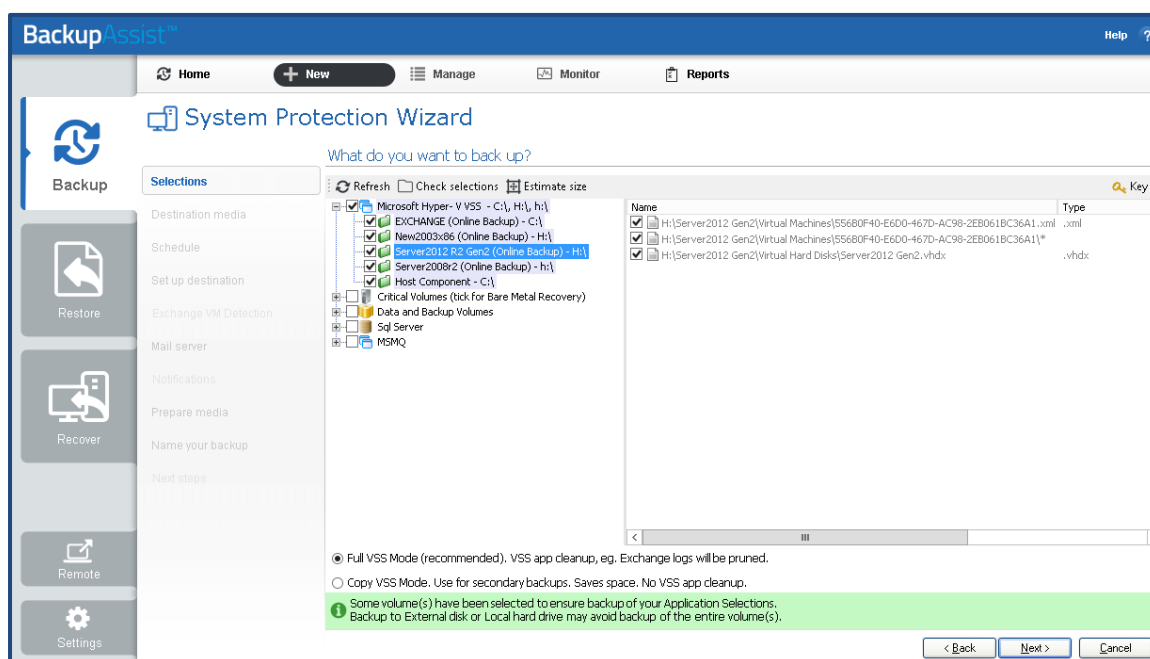 BackupAssist™
Help ?
Home New Manage Monitor Reports
System Protection Wizard
What do you want to back up?
Backup
Restore
Recover
Remote
Settings
Selections
Destination media
Schedule
Set up destination
Exchange VM Detection
Mail server
Notifications
Prepare media
Name your backup
Next steps
Refresh Check selections Estimate size
Key
Microsoft Hyper- V VSS - C:\, H:\, h:\
EXCHANGE (Online Backup) - C:\
New2003x86 (Online Backup) - H:\
Server2012 R2 Gen2 (Online Backup) - H:\
Server2008r2 (Online Backup) - h:\
Host Component - C:\
Critical Volumes (tick for Bare Metal Recovery)
Data and Backup Volumes
Sql Server
MSMQ
Name Type
H:\Server2012 Gen2\Virtual Machines\556B0F40-E6D0-467D-AC98-2EB061BC36A1.xml .xml
H:\Server2012 Gen2\Virtual Machines\556B0F40-E6D0-467D-AC98-2EB061BC36A1\*
H:\Server2012 Gen2\Virtual Hard Disks\Server2012 Gen2.vhdx .vhdx
Full VSS Mode (recommended). VSS app cleanup, eg. Exchange logs will be pruned.
Copy VSS Mode. Use for secondary backups. Saves space. No VSS app cleanup.
Some volume(s) have been selected to ensure backup of your Application Selections.
Backup to External disk or Local hard drive may avoid backup of the entire volume(s).
< Back Next > Cancel